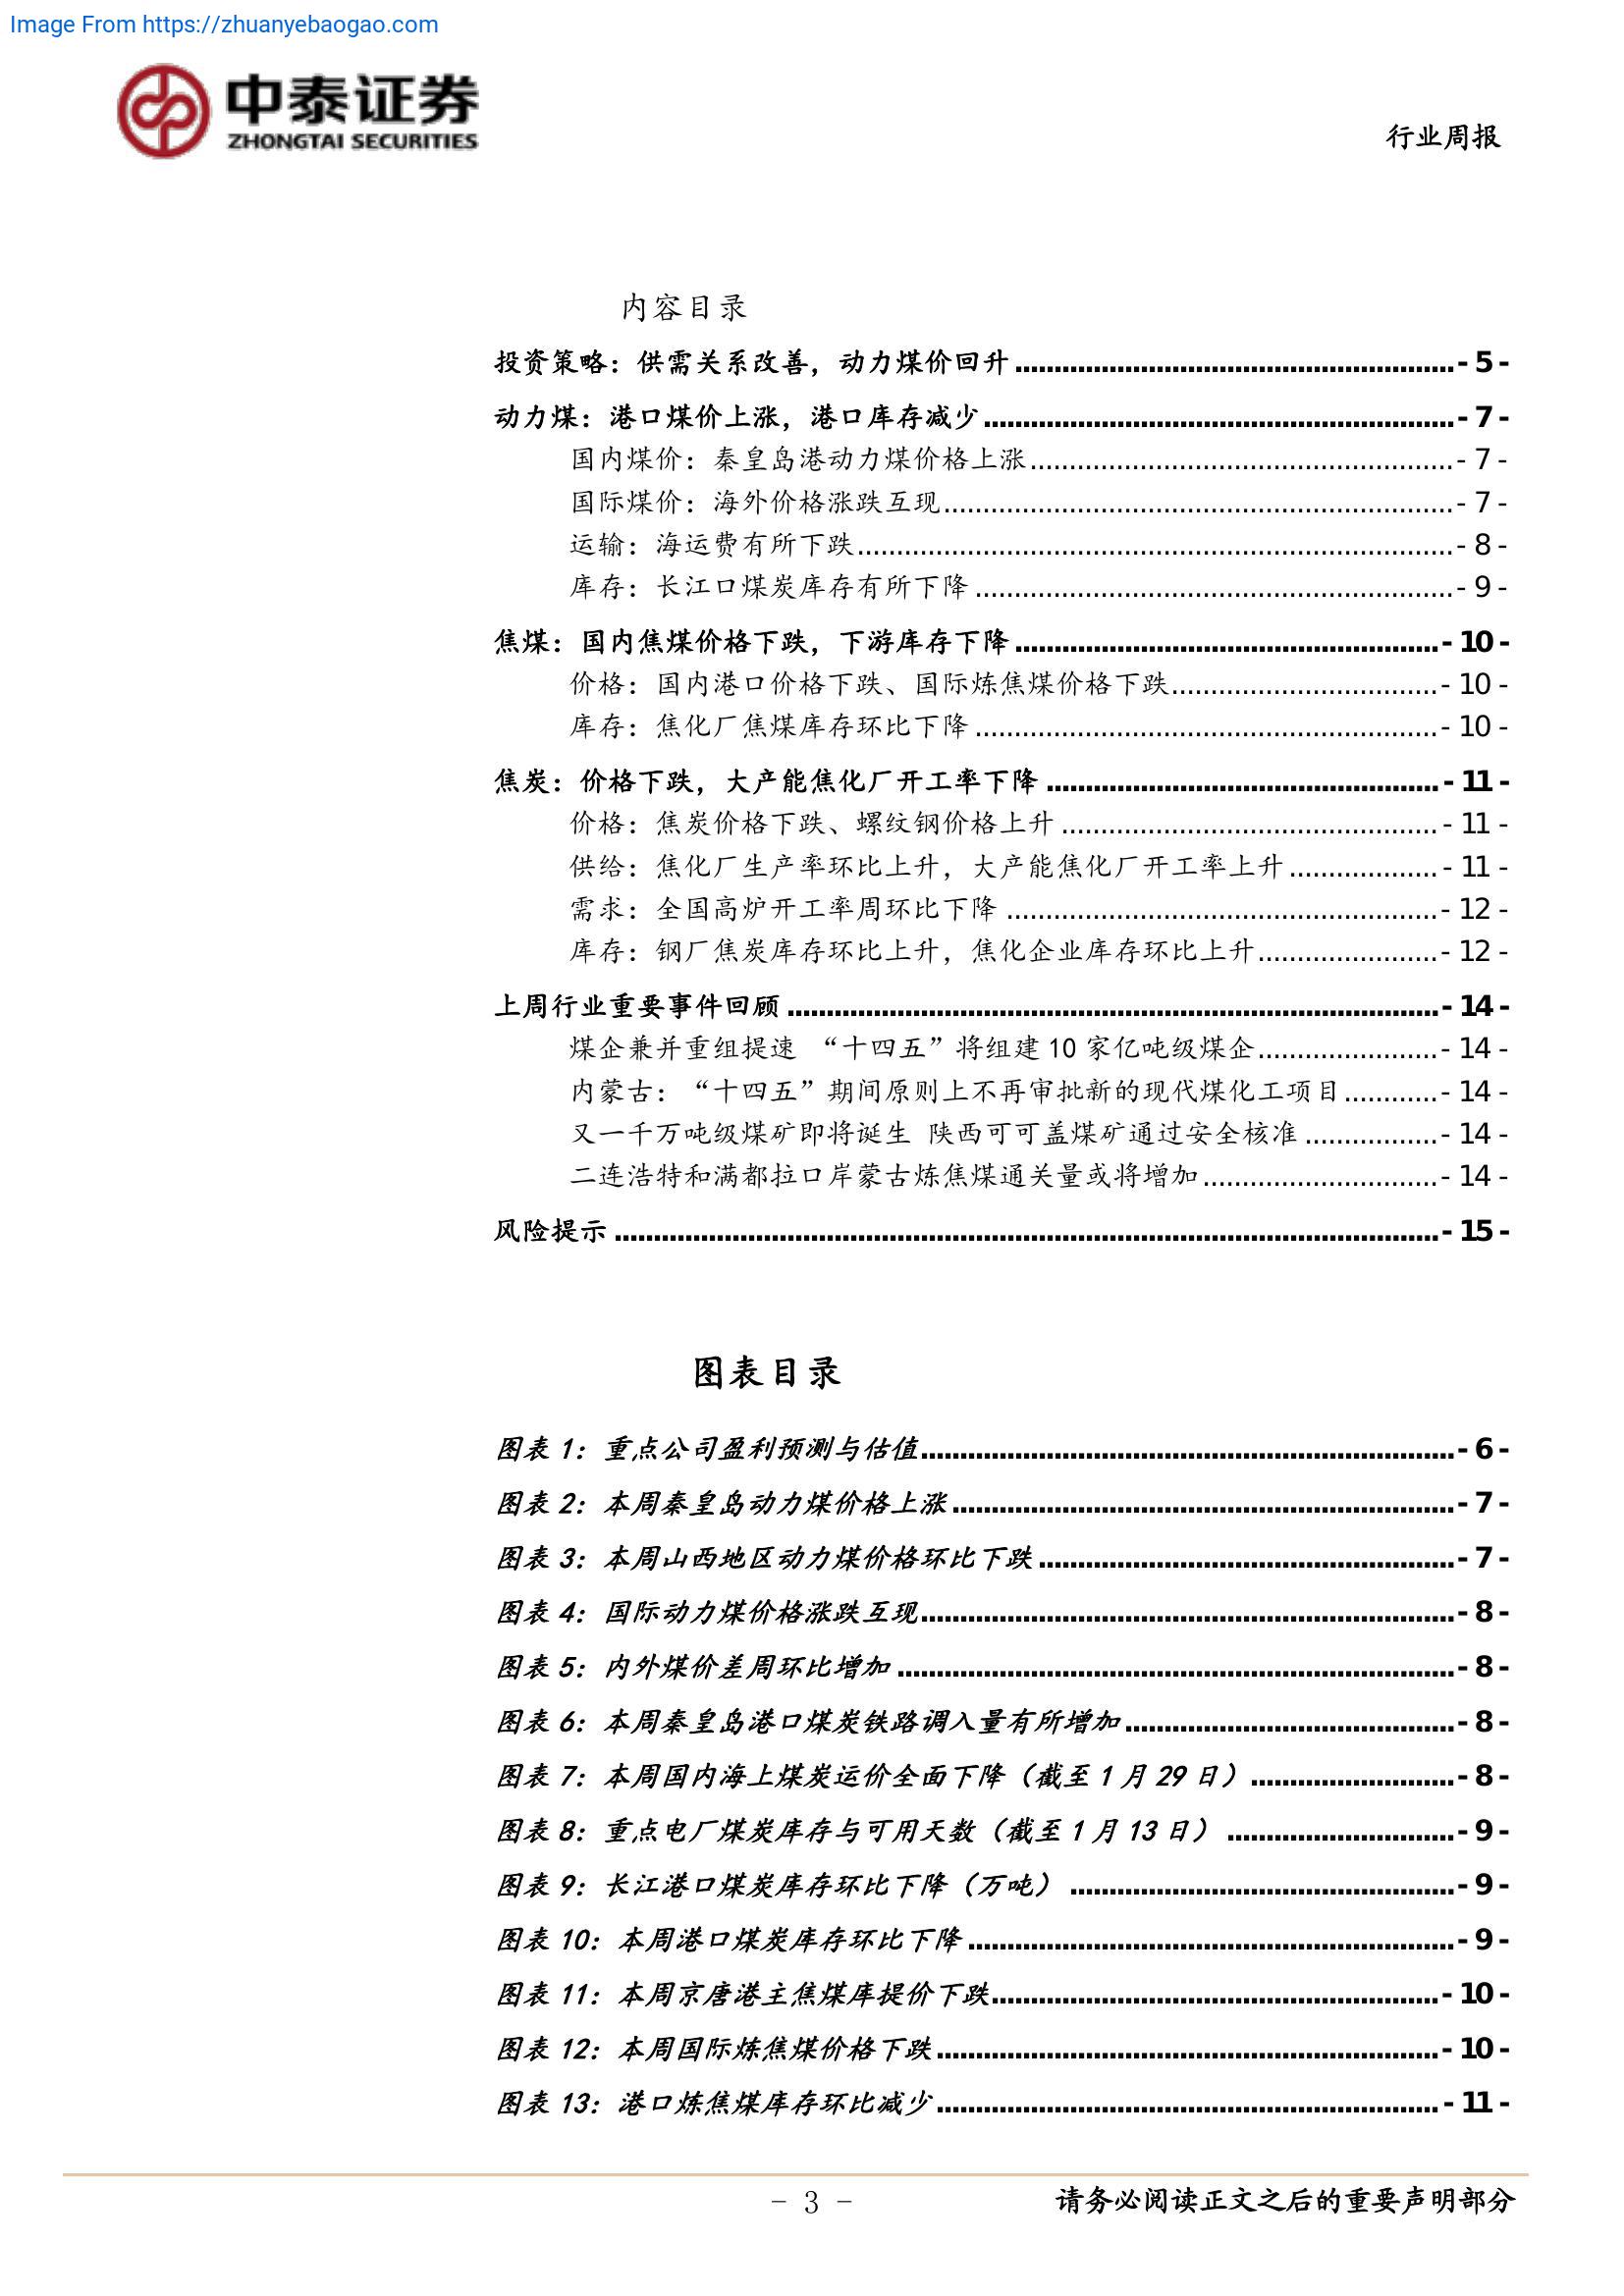 Image From https://zhuanyebaogao.com
中泰证券
ZHONGTAI SECURITIES
行业周报
内容目录
投资策略：供需关系改善，动力煤价回升 - 5 -
动力煤：港口煤价上涨，港口库存减少 - 7 -
国内煤价：秦皇岛港动力煤价格上涨 - 7 -
国际煤价：海外价格涨跌互现 - 7 -
运输：海运费有所下跌 - 8 -
库存：长江口煤炭库存有所下降 - 9 -
焦煤：国内焦煤价格下跌，下游库存下降 - 10 -
价格：国内港口价格下跌、国际炼焦煤价格下跌 - 10 -
库存：焦化厂焦煤库存环比下降 - 10 -
焦炭：价格下跌，大产能焦化厂开工率下降 - 11 -
价格：焦炭价格下跌、螺纹钢价格上升 - 11 -
供给：焦化厂生产率环比上升，大产能焦化厂开工率上升 - 11 -
需求：全国高炉开工率周环比下降 - 12 -
库存：钢厂焦炭库存环比上升，焦化企业库存环比上升 - 12 -
上周行业重要事件回顾 - 14 -
煤企兼并重组提速 “十四五”将组建 10 家亿吨级煤企 - 14 -
内蒙古：“十四五”期间原则上不再审批新的现代煤化工项目 - 14 -
又一千万吨级煤矿即将诞生 陕西可可盖煤矿通过安全核准 - 14 -
二连浩特和满都拉口岸蒙古炼焦煤通关量或将增加 - 14 -
风险提示 - 15 -
图表目录
图表 1：重点公司盈利预测与估值 - 6 -
图表 2：本周秦皇岛动力煤价格上涨 - 7 -
图表 3：本周山西地区动力煤价格环比下跌 - 7 -
图表 4：国际动力煤价格涨跌互现 - 8 -
图表 5：内外煤价差周环比增加 - 8 -
图表 6：本周秦皇岛港口煤炭铁路调入量有所增加 - 8 -
图表 7：本周国内海上煤炭运价全面下降（截至 1 月 29 日） - 8 -
图表 8：重点电厂煤炭库存与可用天数（截至 1 月 13 日） - 9 -
图表 9：长江港口煤炭库存环比下降（万吨） - 9 -
图表 10：本周港口煤炭库存环比下降 - 9 -
图表 11：本周京唐港主焦煤库提价下跌 - 10 -
图表 12：本周国际炼焦煤价格下跌 - 10 -
图表 13：港口炼焦煤库存环比减少 - 11 -
- 3 -
请务必阅读正文之后的重要声明部分